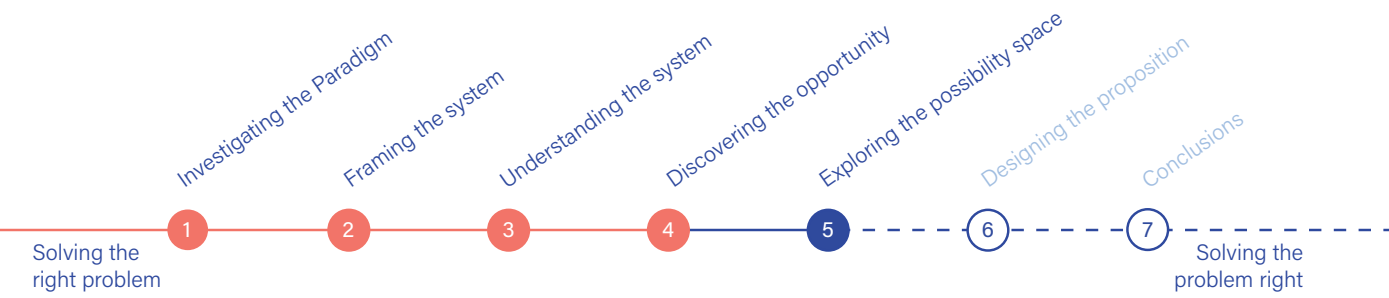 Investigating the Paradigm
Framing the system
Understanding the system
Discovering the opportunity
Exploring the possibility space
Designing the proposition
Conclusions
1
2
3
4
5
6
7
Solving the
right problem
Solving the
problem right